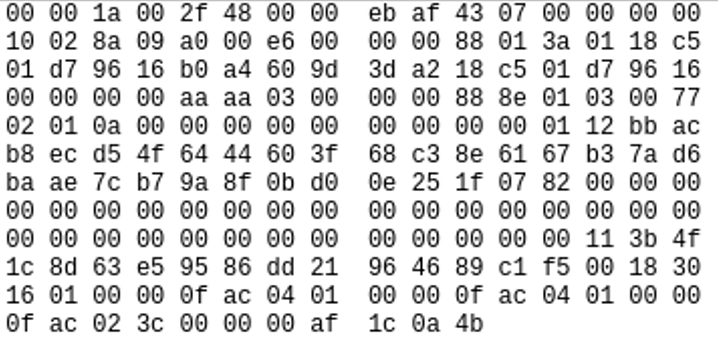 00 00 1a 00 2f 48 00 00 eb af 43 07 00 00 00 00
10 02 8a 09 a0 00 e6 00 00 00 88 01 3a 01 18 c5
01 d7 96 16 b0 a4 60 9d 3d a2 18 c5 01 d7 96 16
00 00 00 00 aa aa 03 00 00 00 88 8e 01 03 00 77
02 01 0a 00 00 00 00 00 00 00 00 00 01 12 bb ac
b8 ec d5 4f 64 44 60 3f 68 c3 8e 61 67 b3 7a d6
ba ae 7c b7 9a 8f 0b d0 0e 25 1f 07 82 00 00 00
00 00 00 00 00 00 00 00 00 00 00 00 00 00 00 00
00 00 00 00 00 00 00 00 00 00 00 00 00 11 3b 4f
1c 8d 63 e5 95 86 dd 21 96 46 89 c1 f5 00 18 30
16 01 00 00 0f ac 04 01 00 00 0f ac 04 01 00 00
0f ac 02 3c 00 00 00 af 1c 0a 4b